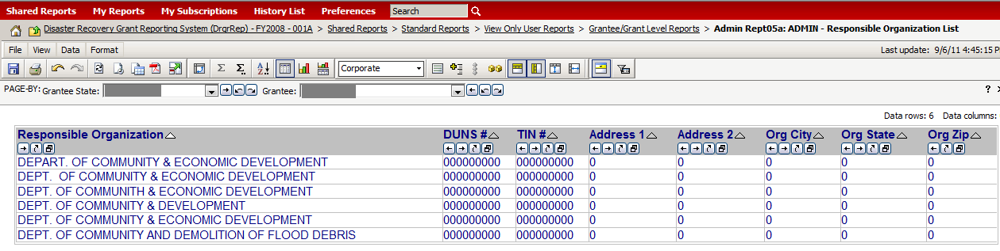 Shared Reports My Reports My Subscriptions History List Preferences Search
Disaster Recovery Grant Reporting System (DrgrRep) - FY2008 - 001A > Shared Reports > Standard Reports > View Only User Reports > Grantee/Grant Level Reports > Admin Rept05a: ADMIN - Responsible Organization List
File View Data Format Last update: 9/6/11 4:45:15 P
Corporate
PAGE-BY: Grantee State: Grantee: ?
Data rows: 6 Data columns:
Responsible Organization DUNS # TIN # Address 1 Address 2 Org City Org State Org Zip
DEPART. OF COMMUNITY & ECONOMIC DEVELOPMENT 000000000 000000000 0 0 0 0 0
DEPT.  OF COMMUNITY & ECONOMIC DEVELOPMENT 000000000 000000000 0 0 0 0 0
DEPT. OF COMMUNITH & ECONOMIC DEVELOPMENT 000000000 000000000 0 0 0 0 0
DEPT. OF COMMUNITY & DEVELOPMENT 000000000 000000000 0 0 0 0 0
DEPT. OF COMMUNITY & ECONOMIC DEVELOPMENT 000000000 000000000 0 0 0 0 0
DEPT. OF COMMUNITY AND DEMOLITION OF FLOOD DEBRIS 000000000 000000000 0 0 0 0 0